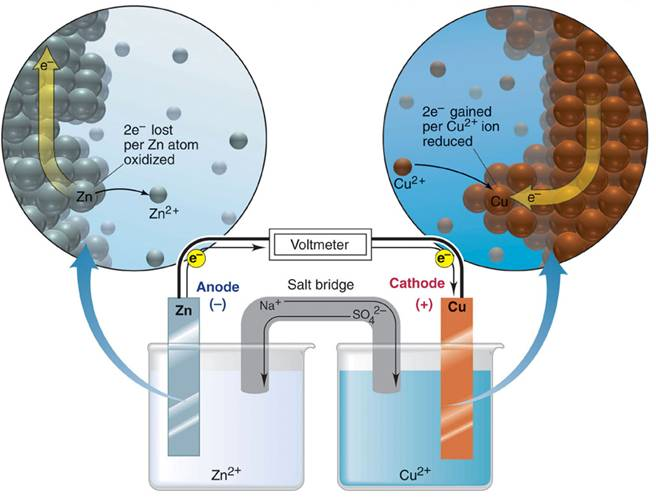 e⁻
2e⁻ lost
per Zn atom
oxidized
Zn
Zn²⁺
2e⁻ gained
per Cu²⁺ ion
reduced
Cu²⁺
Cu
e⁻
Voltmeter
e⁻
e⁻
Anode
(–)
Salt bridge
Cathode
(+)
Zn
Na⁺
SO₄²⁻
Cu
Zn²⁺
Cu²⁺